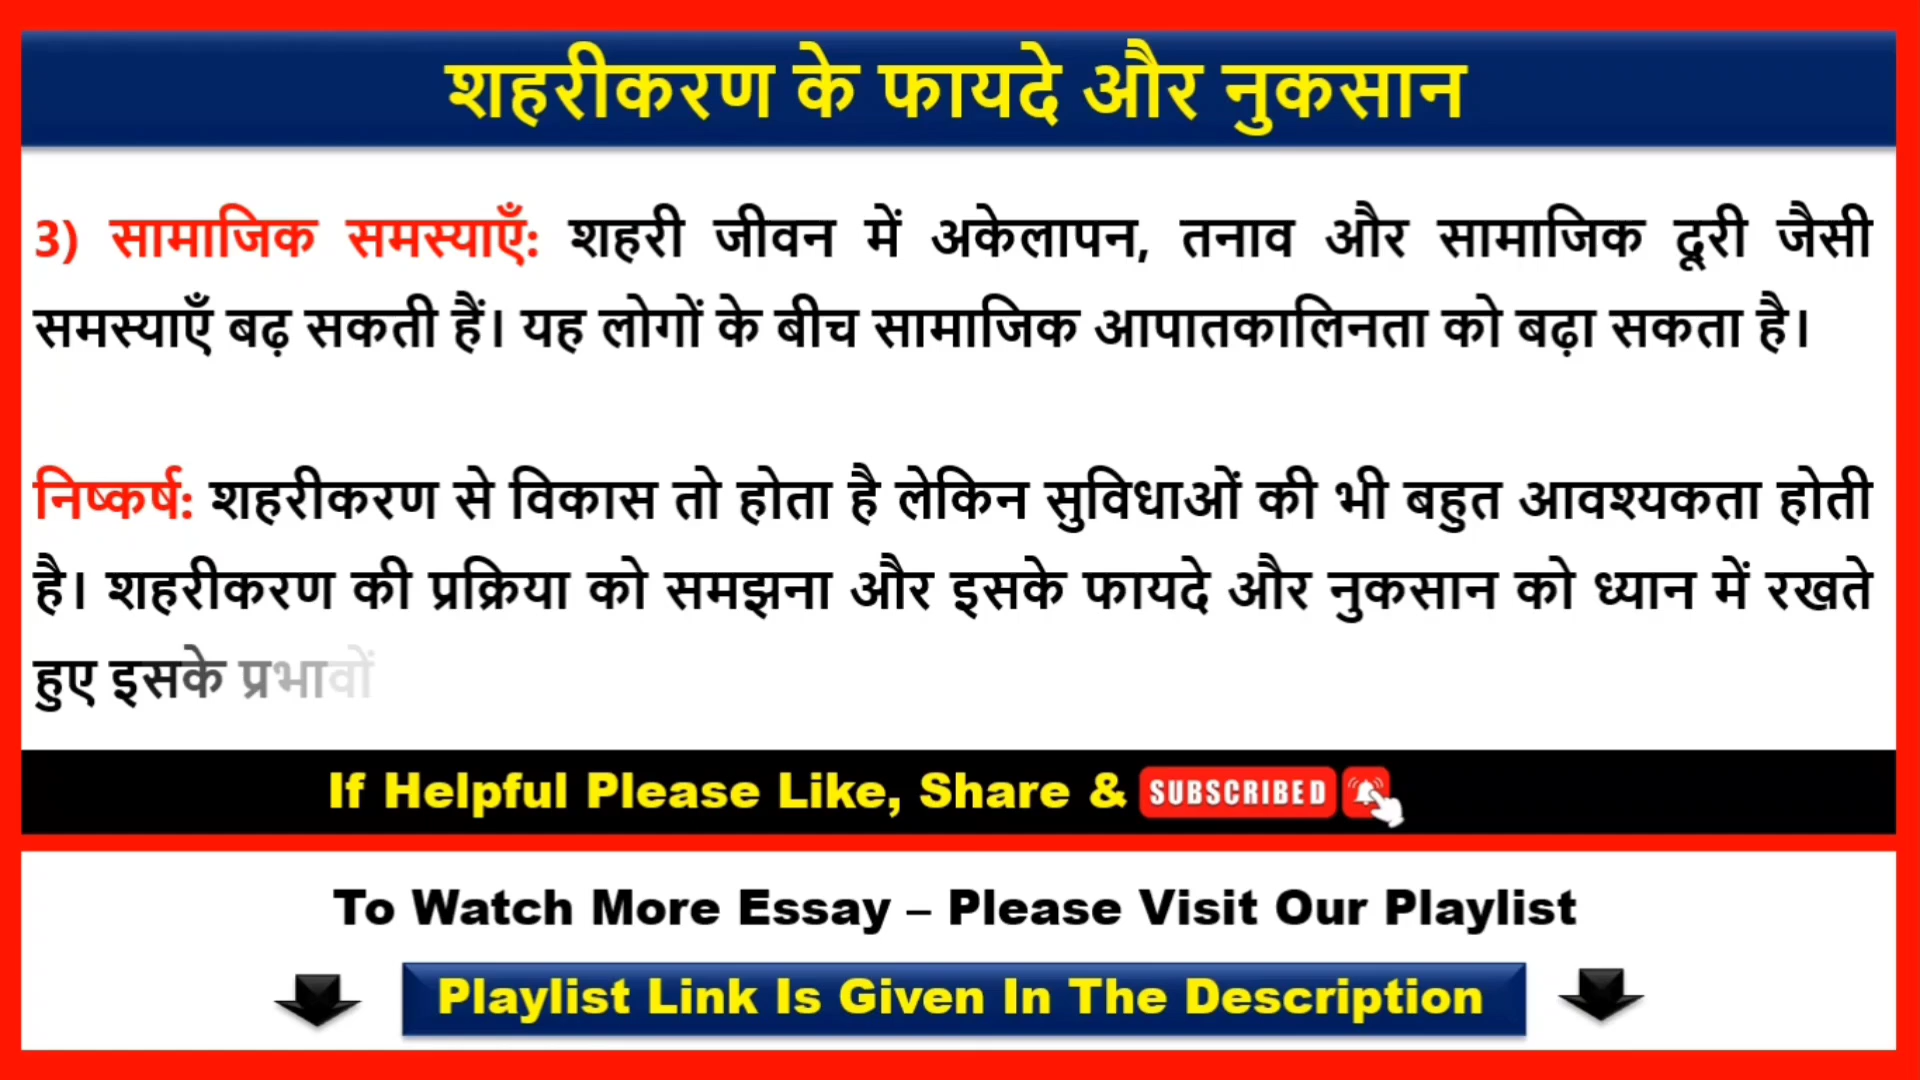 शहरीकरण के फायदे और नुकसान
3) सामाजिक समस्याएँ: शहरी जीवन में अकेलापन, तनाव और सामाजिक दूरी जैसी
समस्याएँ बढ़ सकती हैं। यह लोगों के बीच सामाजिक आपातकालिनता को बढ़ा सकता है।
निष्कर्ष: शहरीकरण से विकास तो होता है लेकिन सुविधाओं की भी बहुत आवश्यकता होती
है। शहरीकरण की प्रक्रिया को समझना और इसके फायदे और नुकसान को ध्यान में रखते
हुए इसके प्रभावों
If Helpful Please Like, Share & SUBSCRIBED
To Watch More Essay – Please Visit Our Playlist
Playlist Link Is Given In The Description